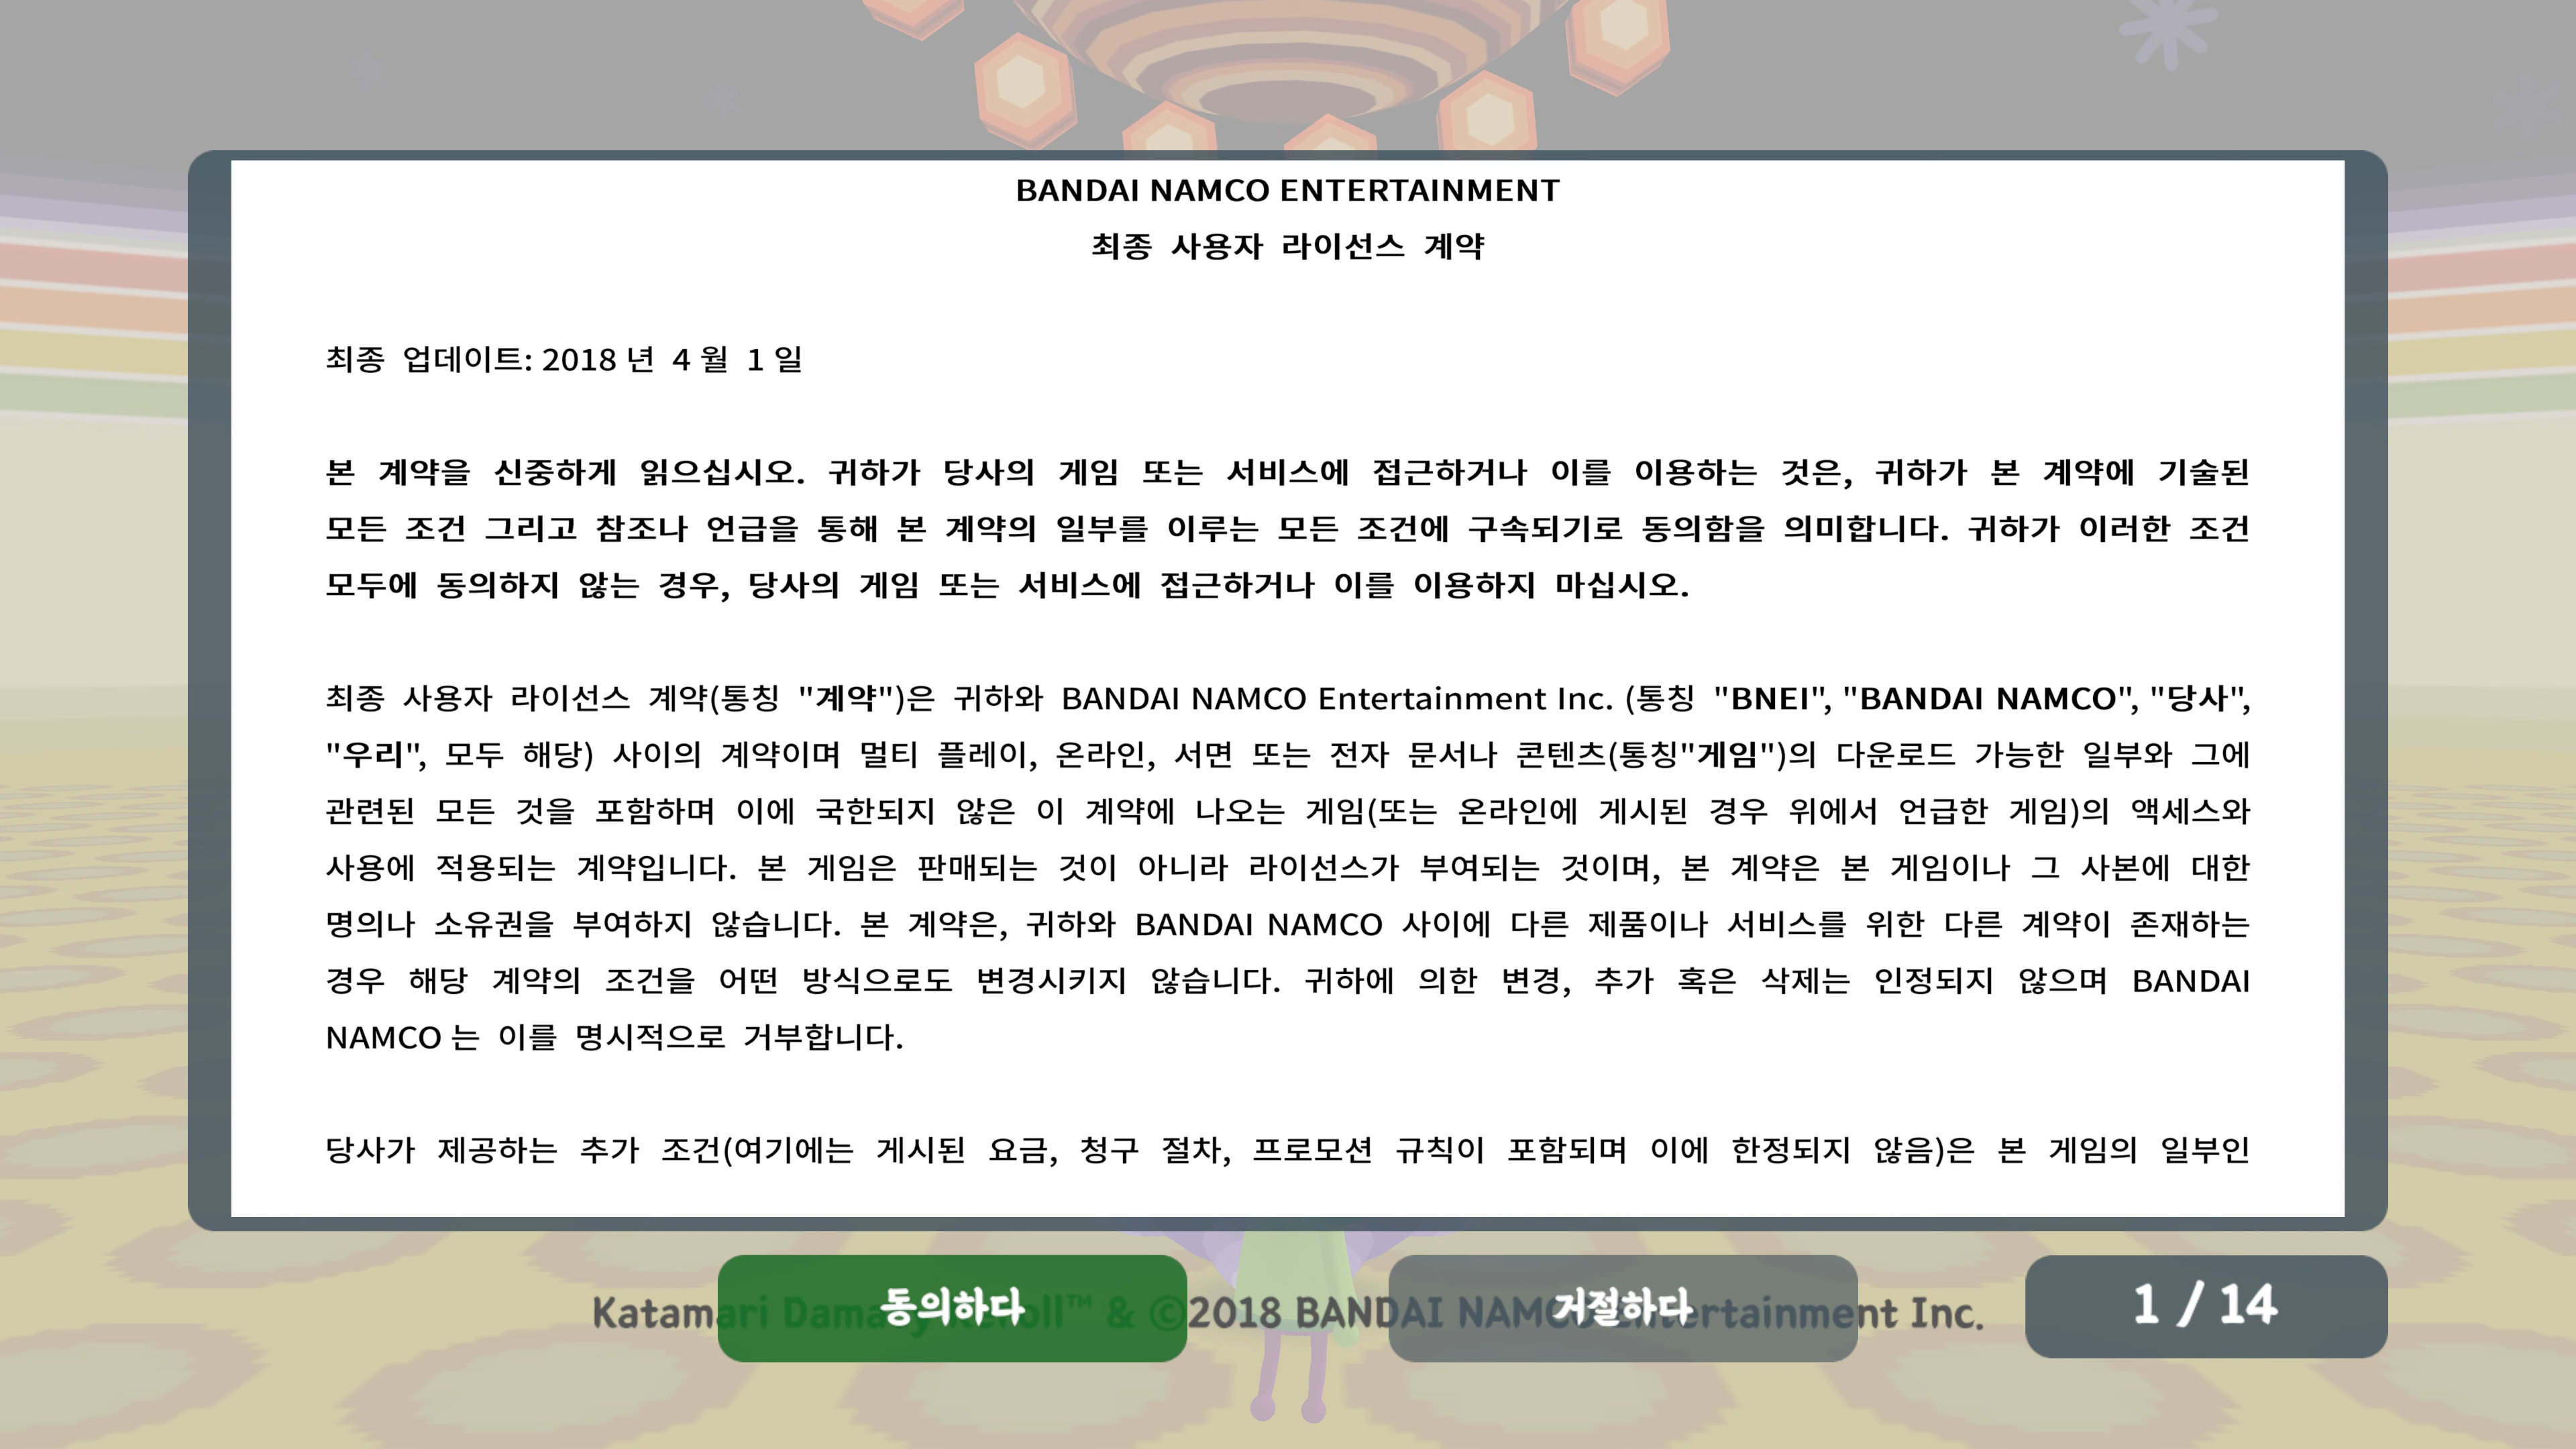 BANDAI NAMCO ENTERTAINMENT
최종 사용자 라이선스 계약
최종 업데이트: 2018 년 4 월 1 일
본 계약을 신중하게 읽으십시오. 귀하가 당사의 게임 또는 서비스에 접근하거나 이를 이용하는 것은, 귀하가 본 계약에 기술된
모든 조건 그리고 참조나 언급을 통해 본 계약의 일부를 이루는 모든 조건에 구속되기로 동의함을 의미합니다. 귀하가 이러한 조건
모두에 동의하지 않는 경우, 당사의 게임 또는 서비스에 접근하거나 이를 이용하지 마십시오.
최종 사용자 라이선스 계약(통칭 "계약")은 귀하와 BANDAI NAMCO Entertainment Inc. (통칭 "BNEI", "BANDAI NAMCO", "당사",
"우리", 모두 해당) 사이의 계약이며 멀티 플레이, 온라인, 서면 또는 전자 문서나 콘텐츠(통칭"게임")의 다운로드 가능한 일부와 그에
관련된 모든 것을 포함하며 이에 국한되지 않은 이 계약에 나오는 게임(또는 온라인에 게시된 경우 위에서 언급한 게임)의 액세스와
사용에 적용되는 계약입니다. 본 게임은 판매되는 것이 아니라 라이선스가 부여되는 것이며, 본 계약은 본 게임이나 그 사본에 대한
명의나 소유권을 부여하지 않습니다. 본 계약은, 귀하와 BANDAI NAMCO 사이에 다른 제품이나 서비스를 위한 다른 계약이 존재하는
경우 해당 계약의 조건을 어떤 방식으로도 변경시키지 않습니다. 귀하에 의한 변경, 추가 혹은 삭제는 인정되지 않으며 BANDAI
NAMCO 는 이를 명시적으로 거부합니다.
당사가 제공하는 추가 조건(여기에는 게시된 요금, 청구 절차, 프로모션 규칙이 포함되며 이에 한정되지 않음)은 본 게임의 일부인
동의하다
거절하다
1 / 14
Katamari ™ & ©2018 BANDAI NAMCO Entertainment Inc.